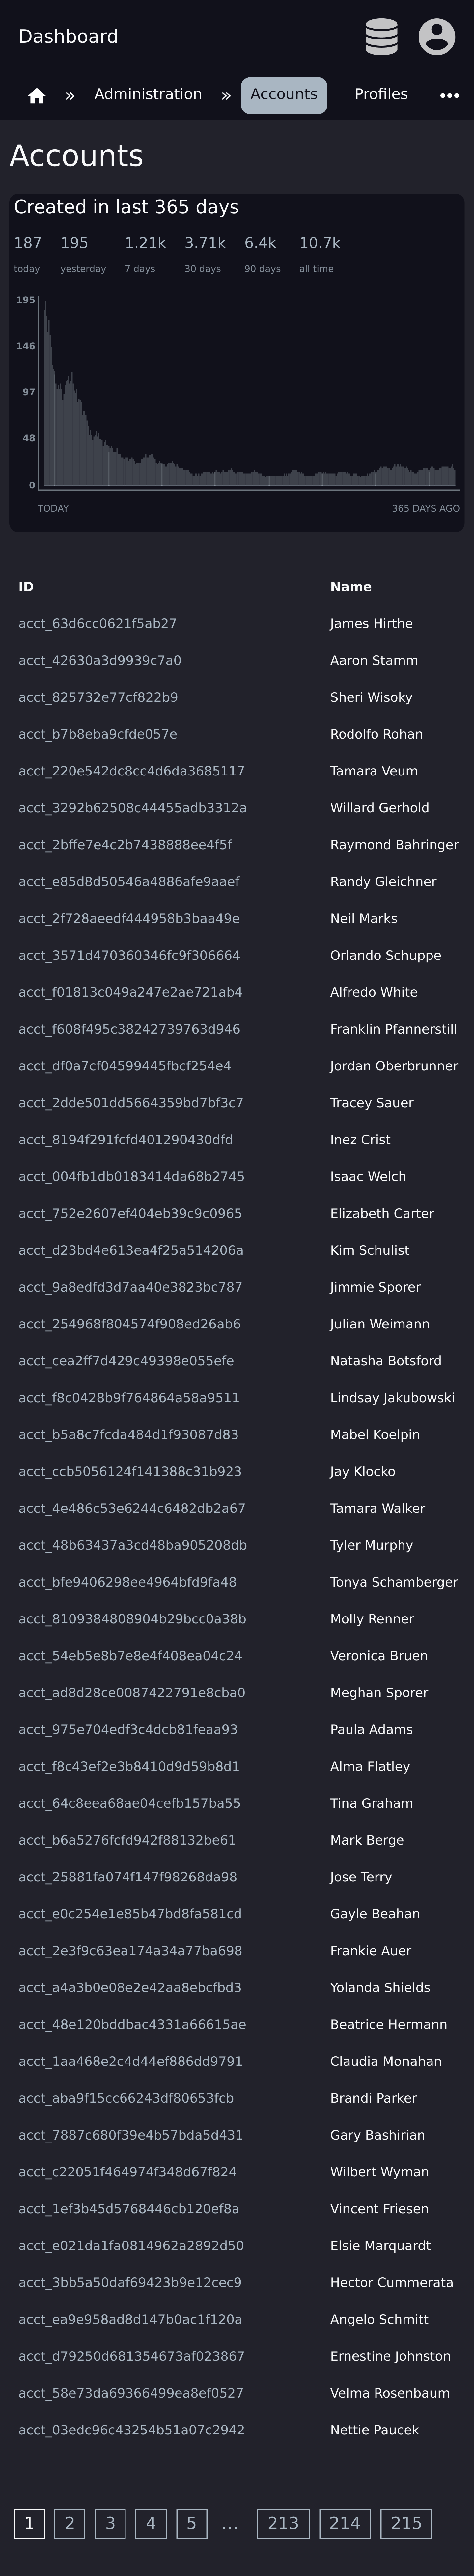 Dashboard
» Administration » Accounts Profiles
Accounts
Created in last 365 days
187 195 1.21k 3.71k 6.4k 10.7k
today yesterday 7 days 30 days 90 days all time
195
146
97
48
0
TODAY 365 DAYS AGO
ID Name
acct_63d6cc0621f5ab27 James Hirthe
acct_42630a3d9939c7a0 Aaron Stamm
acct_825732e77cf822b9 Sheri Wisoky
acct_b7b8eba9cfde057e Rodolfo Rohan
acct_220e542dc8cc4d6da3685117 Tamara Veum
acct_3292b62508c44455adb3312a Willard Gerhold
acct_2bffe7e4c2b7438888ee4f5f Raymond Bahringer
acct_e85d8d50546a4886afe9aaef Randy Gleichner
acct_2f728aeedf444958b3baa49e Neil Marks
acct_3571d470360346fc9f306664 Orlando Schuppe
acct_f01813c049a247e2ae721ab4 Alfredo White
acct_f608f495c38242739763d946 Franklin Pfannerstill
acct_df0a7cf04599445fbcf254e4 Jordan Oberbrunner
acct_2dde501dd5664359bd7bf3c7 Tracey Sauer
acct_8194f291fcfd401290430dfd Inez Crist
acct_004fb1db0183414da68b2745 Isaac Welch
acct_752e2607ef404eb39c9c0965 Elizabeth Carter
acct_d23bd4e613ea4f25a514206a Kim Schulist
acct_9a8edfd3d7aa40e3823bc787 Jimmie Sporer
acct_254968f804574f908ed26ab6 Julian Weimann
acct_cea2ff7d429c49398e055efe Natasha Botsford
acct_f8c0428b9f764864a58a9511 Lindsay Jakubowski
acct_b5a8c7fcda484d1f93087d83 Mabel Koelpin
acct_ccb5056124f141388c31b923 Jay Klocko
acct_4e486c53e6244c6482db2a67 Tamara Walker
acct_48b63437a3cd48ba905208db Tyler Murphy
acct_bfe9406298ee4964bfd9fa48 Tonya Schamberger
acct_8109384808904b29bcc0a38b Molly Renner
acct_54eb5e8b7e8e4f408ea04c24 Veronica Bruen
acct_ad8d28ce0087422791e8cba0 Meghan Sporer
acct_975e704edf3c4dcb81feaa93 Paula Adams
acct_f8c43ef2e3b8410d9d59b8d1 Alma Flatley
acct_64c8eea68ae04cefb157ba55 Tina Graham
acct_b6a5276fcfd942f88132be61 Mark Berge
acct_25881fa074f147f98268da98 Jose Terry
acct_e0c254e1e85b47bd8fa581cd Gayle Beahan
acct_2e3f9c63ea174a34a77ba698 Frankie Auer
acct_a4a3b0e08e2e42aa8ebcfbd3 Yolanda Shields
acct_48e120bddbac4331a66615ae Beatrice Hermann
acct_1aa468e2c4d44ef886dd9791 Claudia Monahan
acct_aba9f15cc66243df80653fcb Brandi Parker
acct_7887c680f39e4b57bda5d431 Gary Bashirian
acct_c22051f464974f348d67f824 Wilbert Wyman
acct_1ef3b45d5768446cb120ef8a Vincent Friesen
acct_e021da1fa0814962a2892d50 Elsie Marquardt
acct_3bb5a50daf69423b9e12cec9 Hector Cummerata
acct_ea9e958ad8d147b0ac1f120a Angelo Schmitt
acct_d79250d681354673af023867 Ernestine Johnston
acct_58e73da69366499ea8ef0527 Velma Rosenbaum
acct_03edc96c43254b51a07c2942 Nettie Paucek
1 2 3 4 5 … 213 214 215